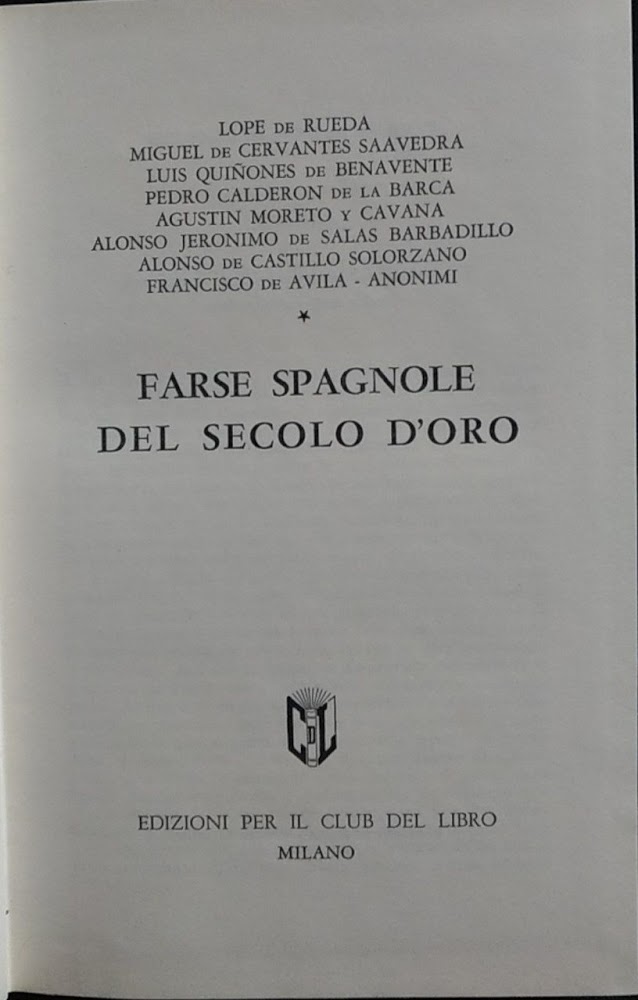 LOPE DE RUEDA
MIGUEL DE CERVANTES SAAVEDRA
LUIS QUIÑONES DE BENAVENTE
PEDRO CALDERON DE LA BARCA
AGUSTIN MORETO Y CAVANA
ALONSO JERONIMO DE SALAS BARBADILLO
ALONSO DE CASTILLO SOLORZANO
FRANCISCO DE AVILA - ANONIMI
★
FARSE SPAGNOLE
DEL SECOLO D'ORO
CDL
EDIZIONI PER IL CLUB DEL LIBRO
MILANO